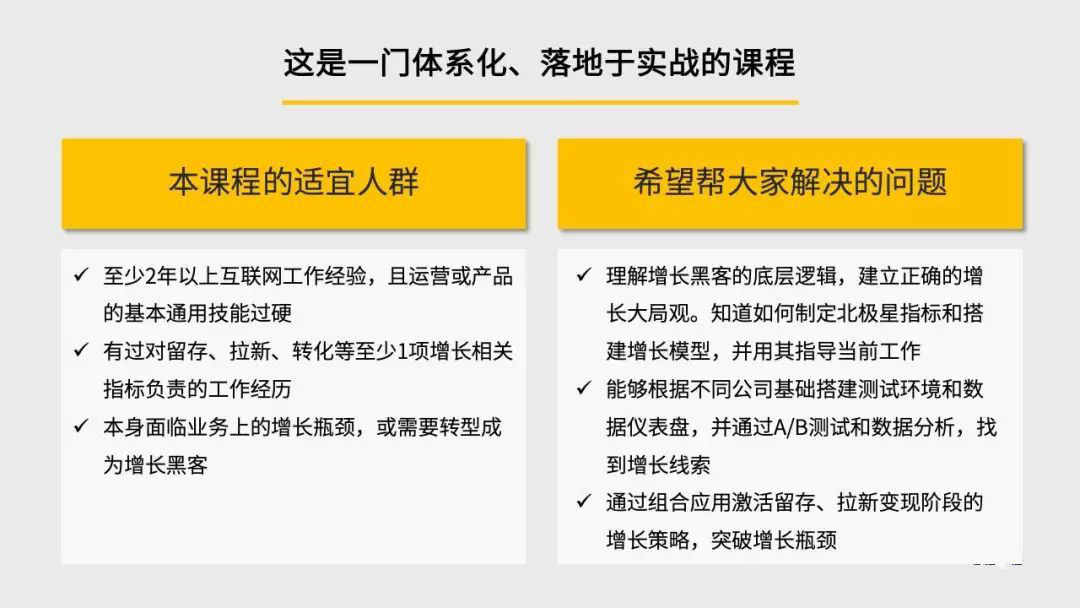 这是一门体系化、落地于实战的课程
本课程的适宜人群
✓ 至少2年以上互联网工作经验，且运营或产品
的基本通用技能过硬
✓ 有过对留存、拉新、转化等至少1项增长相关
指标负责的工作经历
✓ 本身面临业务上的增长瓶颈，或需要转型成
为增长黑客
希望帮大家解决的问题
✓ 理解增长黑客的底层逻辑，建立正确的增
长大局观。知道如何制定北极星指标和搭
建增长模型，并用其指导当前工作
✓ 能够根据不同公司基础搭建测试环境和数
据仪表盘，并通过A/B测试和数据分析，找
到增长线索
✓ 通过组合应用激活留存、拉新变现阶段的
增长策略，突破增长瓶颈